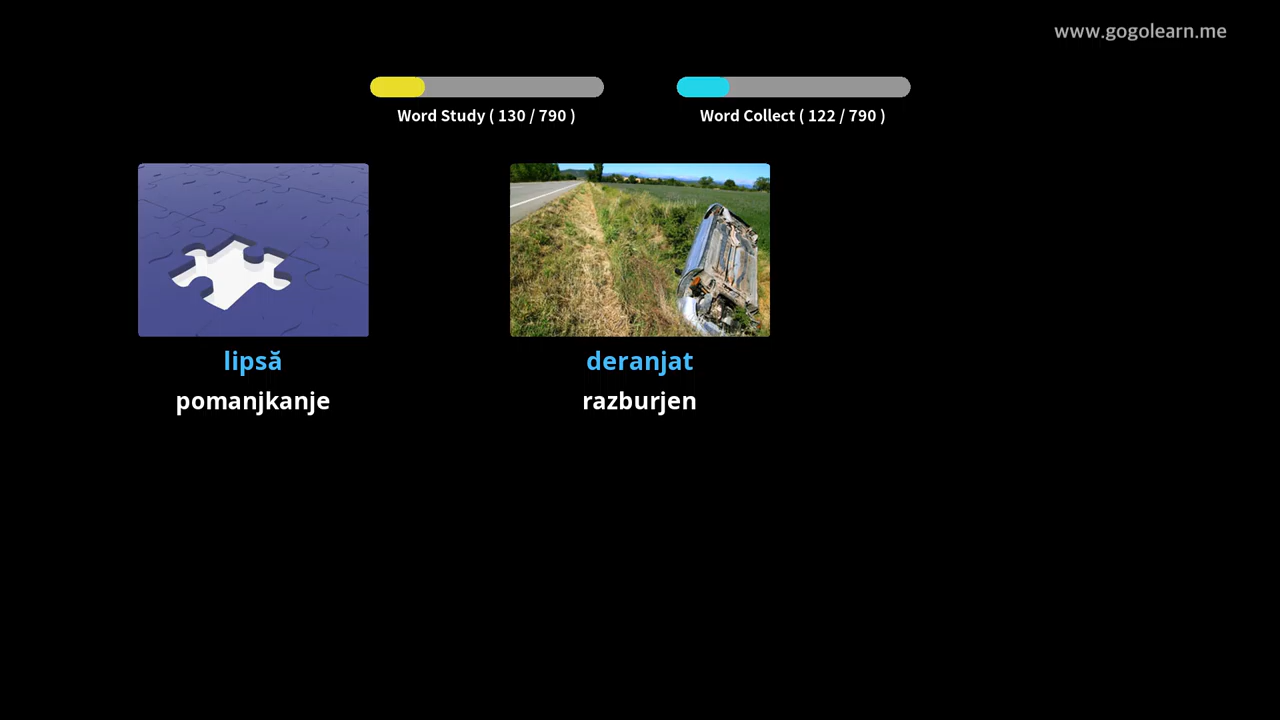 www.gogolearn.me
Word Study ( 130 / 790 )
Word Collect ( 122 / 790 )
lipsă
deranjat
pomanjkanje
razburjen